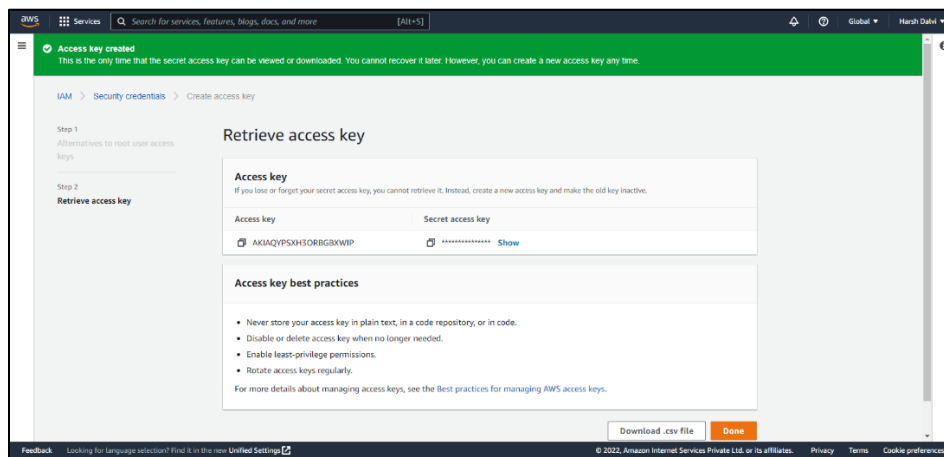 aws Services Search for services, features, blogs, docs, and more [Alt+S] Global Harsh Dalvi
Access key created
This is the only time that the secret access key can be viewed or downloaded. You cannot recover it later. However, you can create a new access key any time.
IAM > Security credentials > Create access key
Step 1
Alternatives to root user access
keys
Step 2
Retrieve access key
Retrieve access key
Access key
If you lose or forget your secret access key, you cannot retrieve it. Instead, create a new access key and make the old key inactive.
Access key Secret access key
AKIAQYPSXH3ORBGBXWIP *************** Show
Access key best practices
• Never store your access key in plain text, in a code repository, or in code.
• Disable or delete access key when no longer needed.
• Enable least-privilege permissions.
• Rotate access keys regularly.
For more details about managing access keys, see the Best practices for managing AWS access keys.
Download .csv file Done
Feedback Looking for language selection? Find it in the new Unified Settings © 2022, Amazon Internet Services Private Ltd. or its affiliates. Privacy Terms Cookie preferences